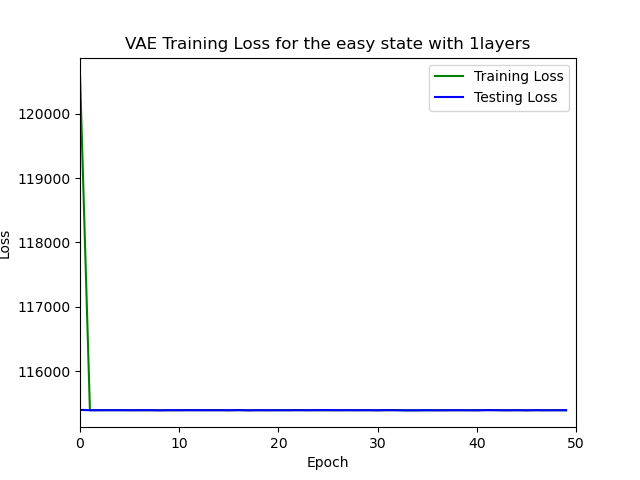 VAE Training Loss for the easy state with 1layers
Training Loss
Testing Loss
120000
119000
118000
117000
116000
Loss
0 10 20 30 40 50
Epoch